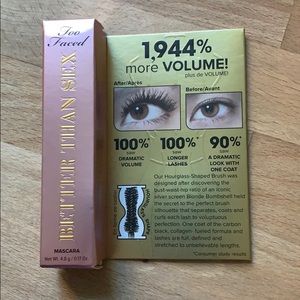 Too
Faced
BETTER THAN SEX
MASCARA
Net Wt. 4.8 g / 0.17 Oz.
1,944%
more VOLUME!
plus de VOLUME!
After/Après
Before/Avant
100%
SAW
DRAMATIC
VOLUME
100%
SAW
LONGER
LASHES
90%*
SAW
A DRAMATIC
LOOK WITH
ONE COAT
Our Hourglass-Shaped Brush was
designed after discovering the
bust-waist-hip ratio of an iconic
silver screen Blonde Bombshell held
the secret to the perfect brush
silhouette that separates, coats and
curls each lash to voluptuous
perfection. One coat of the carbon
black, collagen-fueled formula and
lashes are full, defined and
stretched to unbelievable lengths.
*Consumer study results